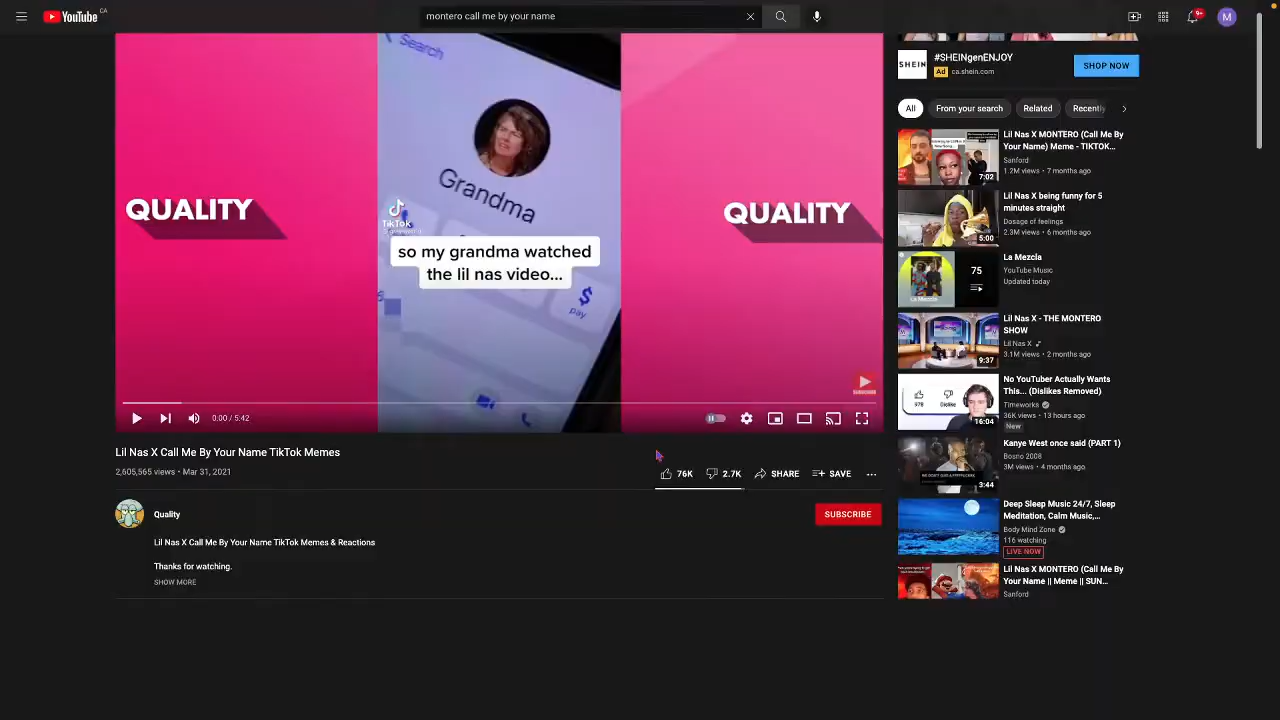 YouTube CA
montero call me by your name
9+
M
Search
Grandma
QUALITY
QUALITY
TikTok
so my grandma watched
the lil nas video...
$
pay
SUBSCRIBE
0:00 / 5:42
Lil Nas X Call Me By Your Name TikTok Memes
2,605,565 views • Mar 31, 2021
76K
2.7K
SHARE
SAVE
Quality
SUBSCRIBE
Lil Nas X Call Me By Your Name TikTok Memes & Reactions
Thanks for watching.
SHOW MORE
SHEIN
#SHEINgenENJOY
Ad ca.shein.com
SHOP NOW
All
From your search
Related
Recently
7:02
Lil Nas X MONTERO (Call Me By
Your Name) Meme - TIKTOK...
Sanford
1.2M views • 7 months ago
5:00
Lil Nas X being funny for 5
minutes straight
Dosage of feelings
2.3M views • 6 months ago
La Mezcla
75
La Mezcla
YouTube Music
Updated today
9:37
Lil Nas X - THE MONTERO
SHOW
Lil Nas X
3.1M views • 2 months ago
978
Dislike
16:04
No YouTuber Actually Wants
This... (Dislikes Removed)
Timeworks
36K views • 13 hours ago
New
3:44
Kanye West once said (PART 1)
Bosno 2008
3M views • 4 months ago
Deep Sleep Music 24/7, Sleep
Meditation, Calm Music,...
Body Mind Zone
116 watching
LIVE NOW
Lil Nas X MONTERO (Call Me By
Your Name || Meme || SUN...
Sanford